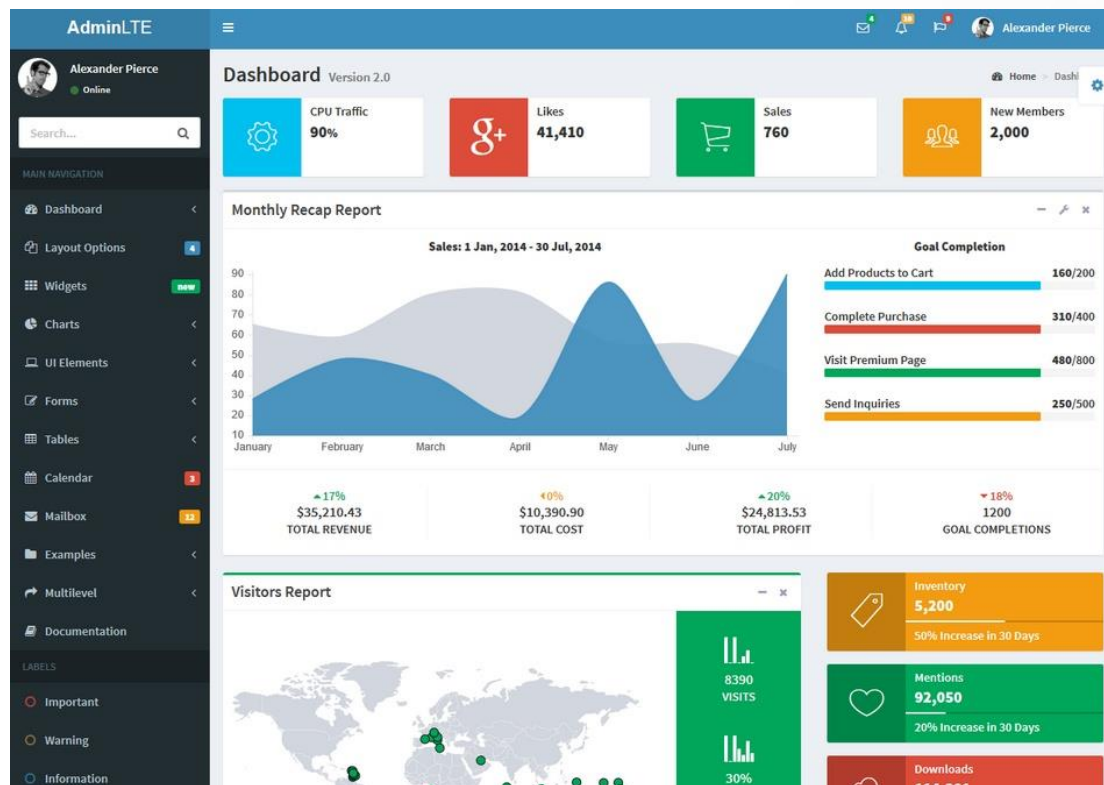 AdminLTE
4
10
9
Alexander Pierce
Alexander Pierce
Online
Search...
MAIN NAVIGATION
Dashboard
Layout Options 4
Widgets new
Charts
UI Elements
Forms
Tables
Calendar 3
Mailbox 12
Examples
Multilevel
Documentation
LABELS
Important
Warning
Information
Dashboard Version 2.0
Home > Dash
CPU Traffic
90%
g+
Likes
41,410
Sales
760
New Members
2,000
Monthly Recap Report
Sales: 1 Jan, 2014 - 30 Jul, 2014
90
80
70
60
50
40
30
20
10
January February March April May June July
Goal Completion
Add Products to Cart 160/200
Complete Purchase 310/400
Visit Premium Page 480/800
Send Inquiries 250/500
17%
$35,210.43
TOTAL REVENUE
0%
$10,390.90
TOTAL COST
20%
$24,813.53
TOTAL PROFIT
18%
1200
GOAL COMPLETIONS
Visitors Report
8390
VISITS
30%
Inventory
5,200
50% Increase in 30 Days
Mentions
92,050
20% Increase in 30 Days
Downloads